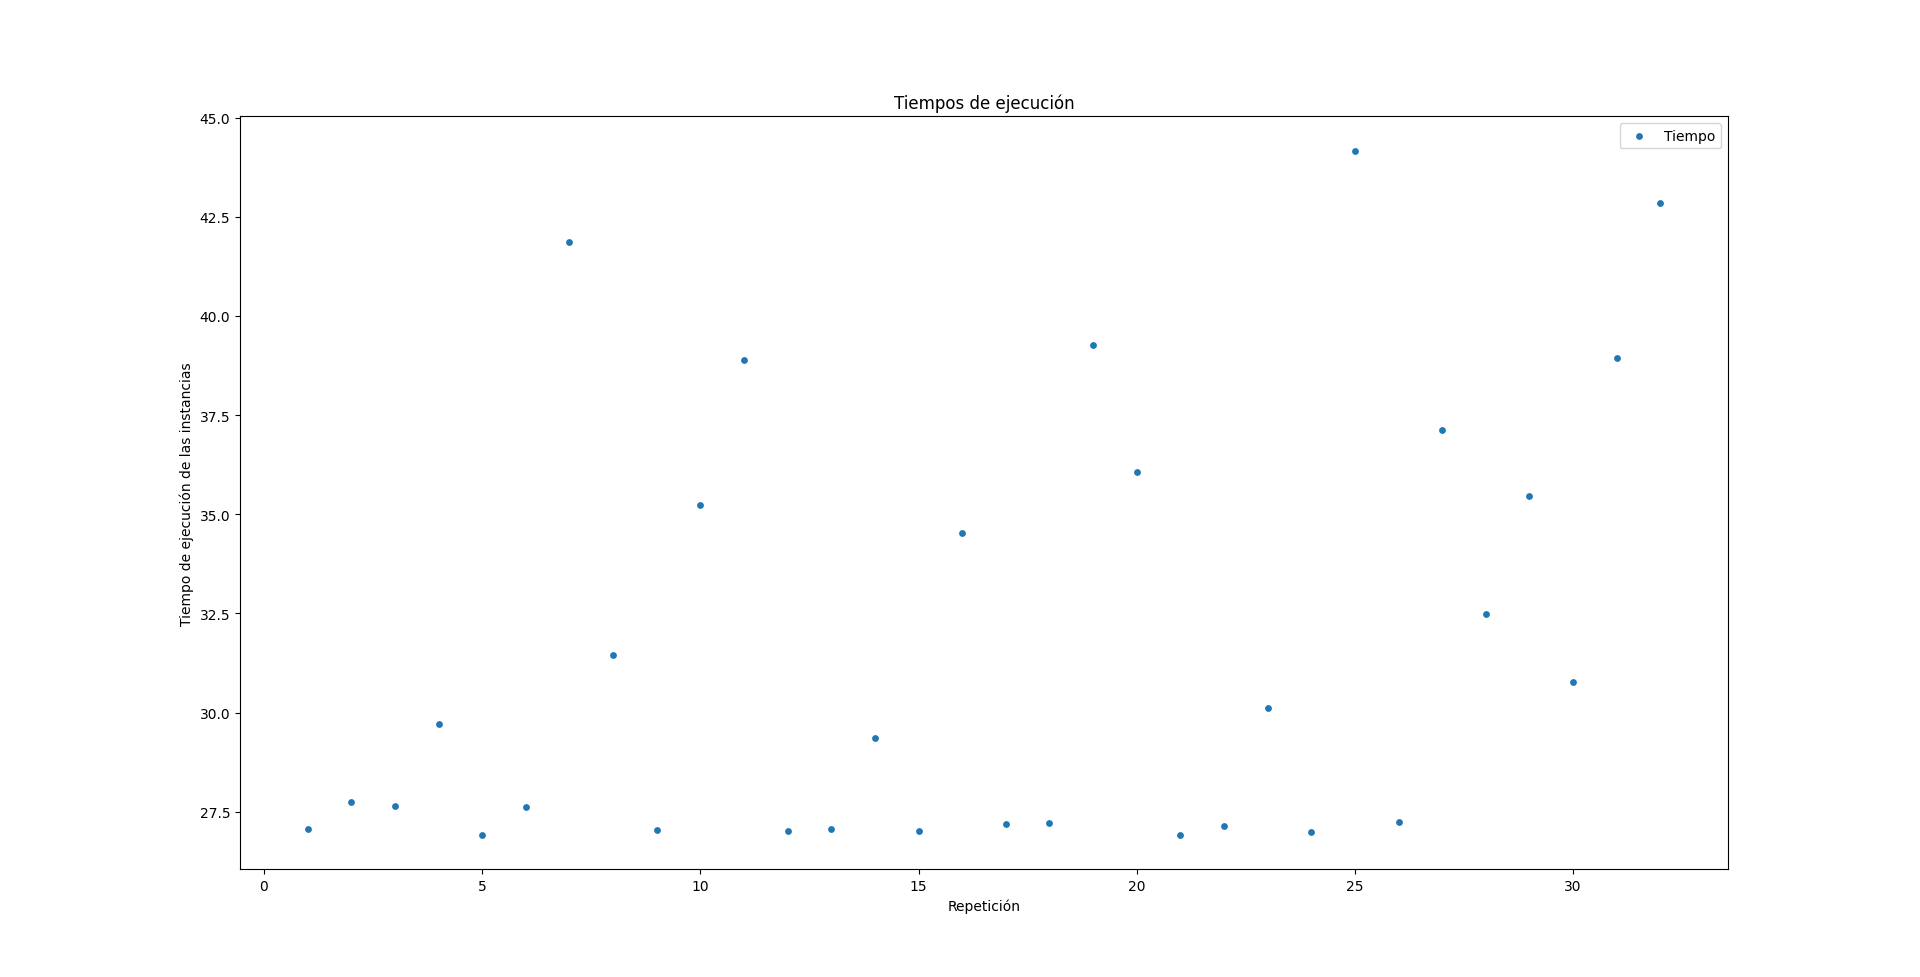 Tiempos de ejecución
Tiempo
Tiempo de ejecución de las instancias
45.0
42.5
40.0
37.5
35.0
32.5
30.0
27.5
0 5 10 15 20 25 30
Repetición